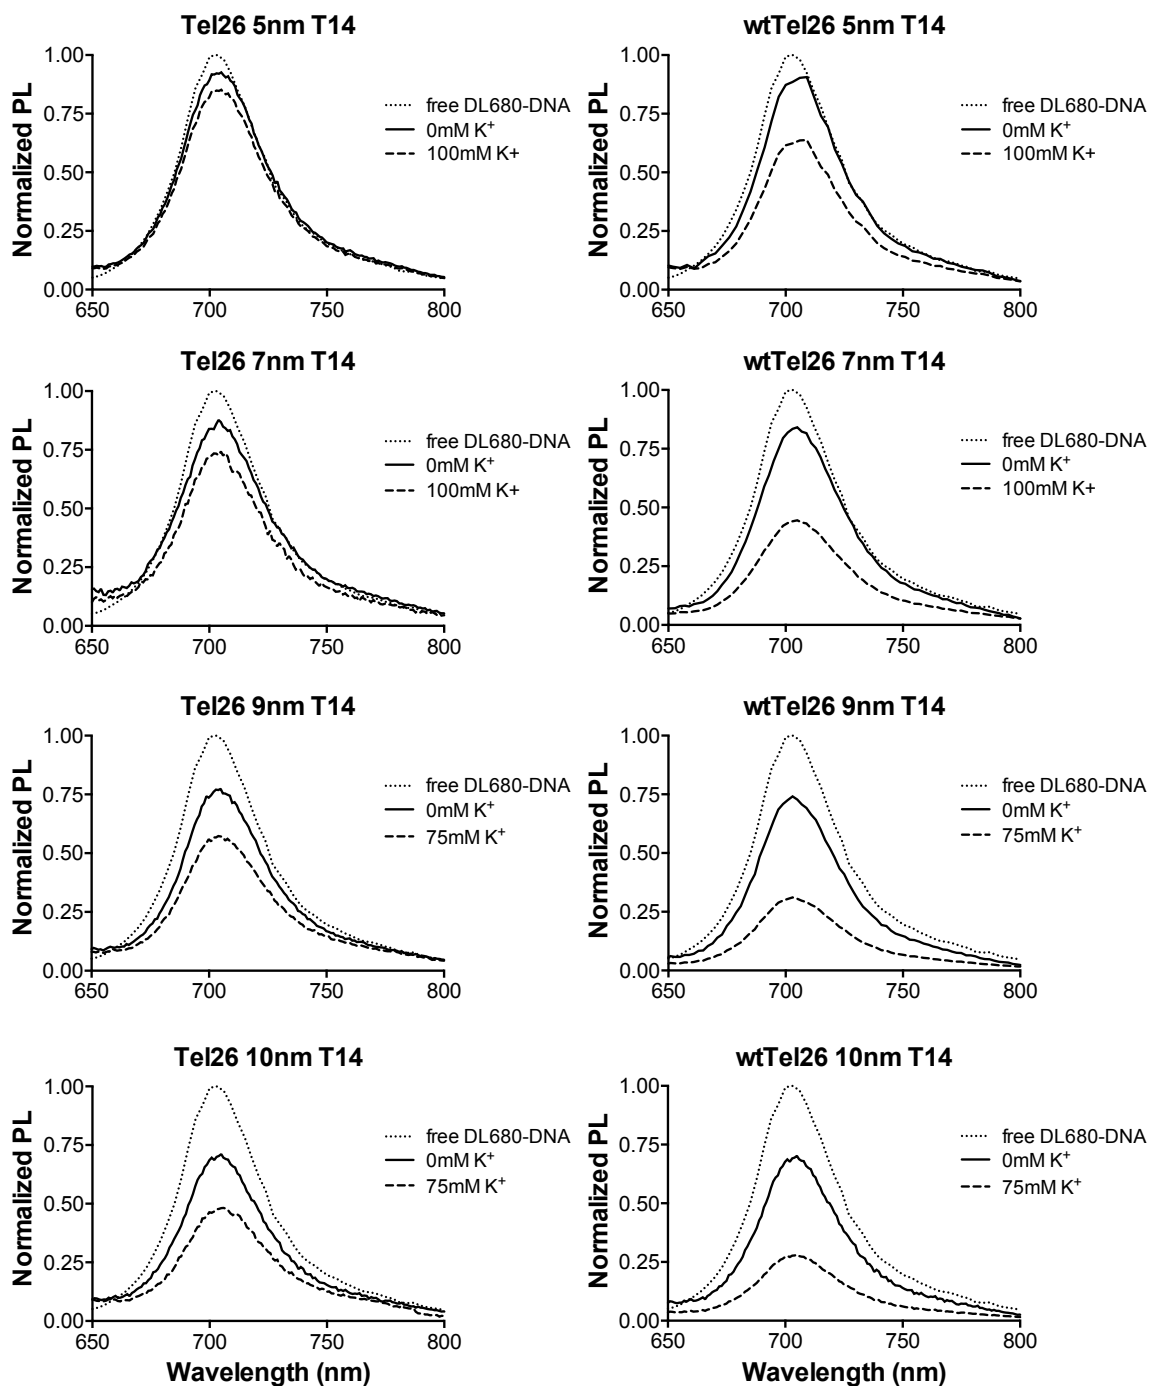 Tel26 5nm T14
Normalized PL
1.00
0.75
0.50
0.25
0.00
650 700 750 800
free DL680-DNA
0mM K⁺
100mM K+
wtTel26 5nm T14
Normalized PL
1.00
0.75
0.50
0.25
0.00
650 700 750 800
free DL680-DNA
0mM K⁺
100mM K+
Tel26 7nm T14
Normalized PL
1.00
0.75
0.50
0.25
0.00
650 700 750 800
free DL680-DNA
0mM K⁺
100mM K+
wtTel26 7nm T14
Normalized PL
1.00
0.75
0.50
0.25
0.00
650 700 750 800
free DL680-DNA
0mM K⁺
100mM K+
Tel26 9nm T14
Normalized PL
1.00
0.75
0.50
0.25
0.00
650 700 750 800
free DL680-DNA
0mM K⁺
75mM K⁺
wtTel26 9nm T14
Normalized PL
1.00
0.75
0.50
0.25
0.00
650 700 750 800
free DL680-DNA
0mM K⁺
75mM K⁺
Tel26 10nm T14
Normalized PL
1.00
0.75
0.50
0.25
0.00
650 700 750 800
Wavelength (nm)
free DL680-DNA
0mM K⁺
75mM K⁺
wtTel26 10nm T14
Normalized PL
1.00
0.75
0.50
0.25
0.00
650 700 750 800
Wavelength (nm)
free DL680-DNA
0mM K⁺
75mM K⁺